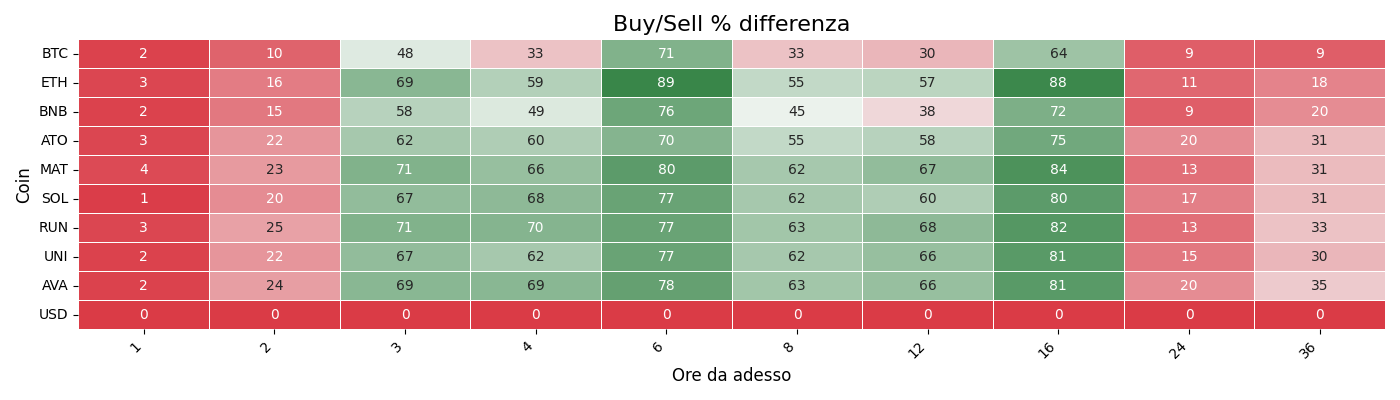 Buy/Sell % differenza
Coin
BTC 2 10 48 33 71 33 30 64 9 9
ETH 3 16 69 59 89 55 57 88 11 18
BNB 2 15 58 49 76 45 38 72 9 20
ATO 3 22 62 60 70 55 58 75 20 31
MAT 4 23 71 66 80 62 67 84 13 31
SOL 1 20 67 68 77 62 60 80 17 31
RUN 3 25 71 70 77 63 68 82 13 33
UNI 2 22 67 62 77 62 66 81 15 30
AVA 2 24 69 69 78 63 66 81 20 35
USD 0 0 0 0 0 0 0 0 0 0
1 2 3 4 6 8 12 16 24 36
Ore da adesso